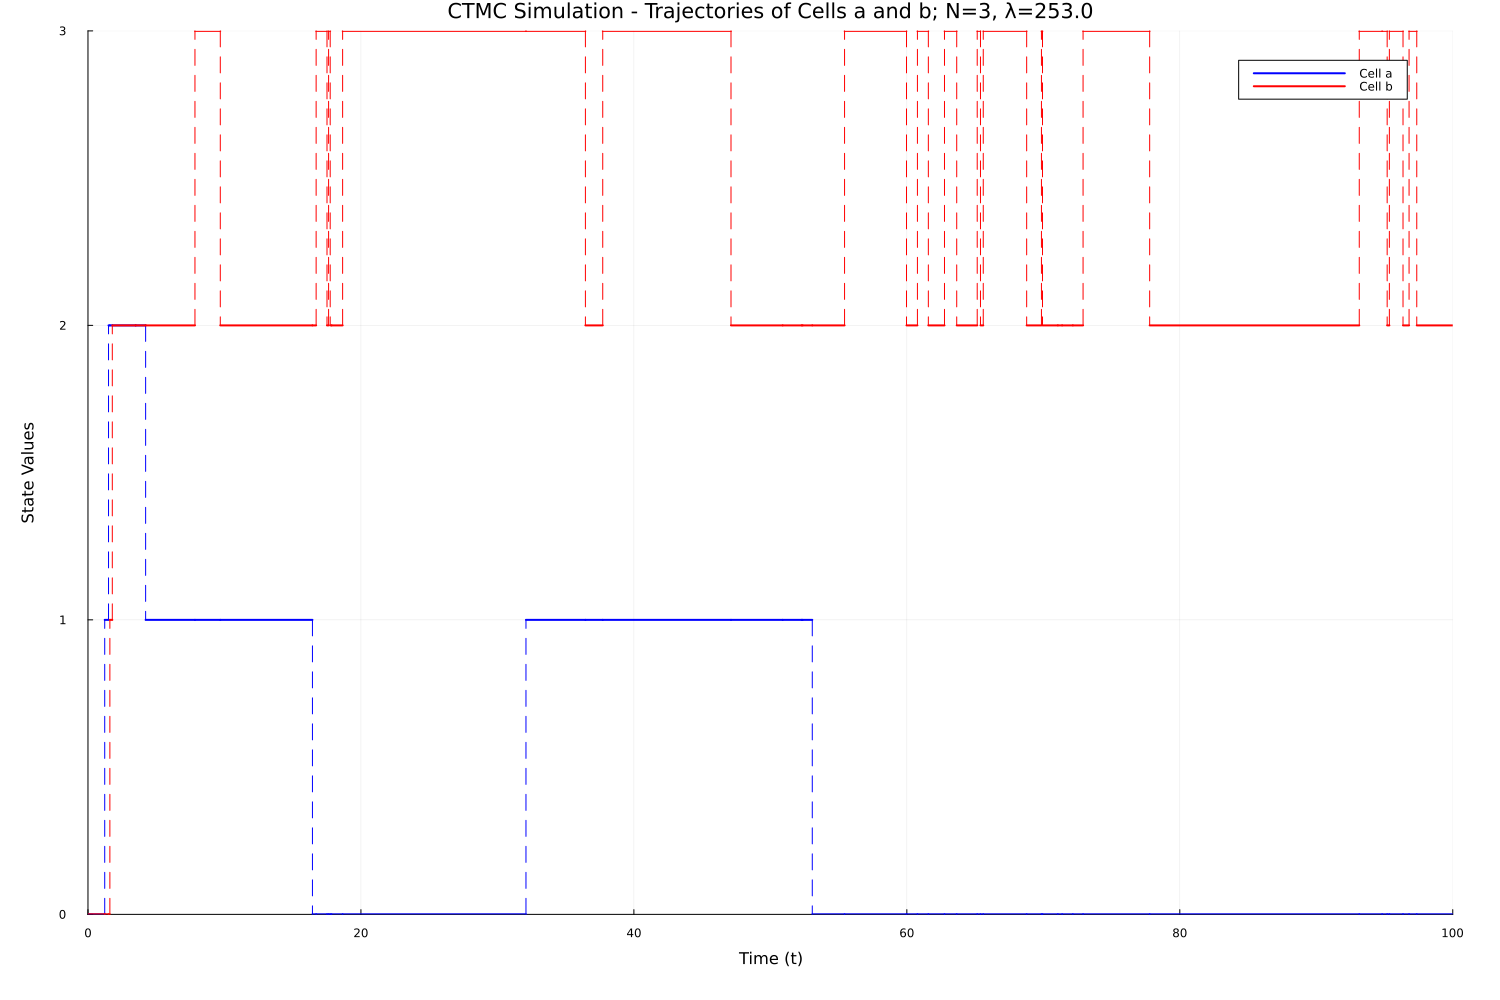 CTMC Simulation - Trajectories of Cells a and b; N=3, λ=253.0
3
Cell a
Cell b
2
State Values
1
0
0 20 40 60 80 100
Time (t)